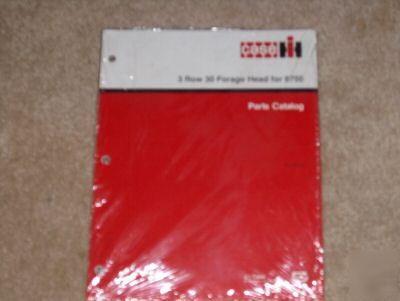 CASE IH
3 Row 30 Forage Head for 8750
Parts Catalog